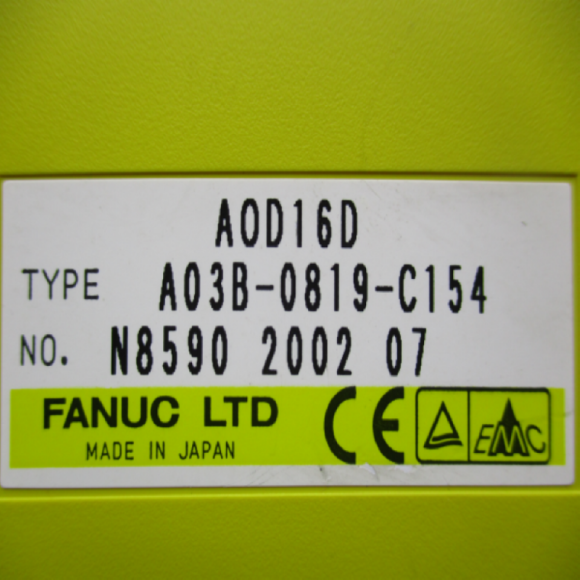 AOD16D
TYPE A03B-0819-C154
NO. N8590 2002 07
FANUC LTD
MADE IN JAPAN
CE
EMC